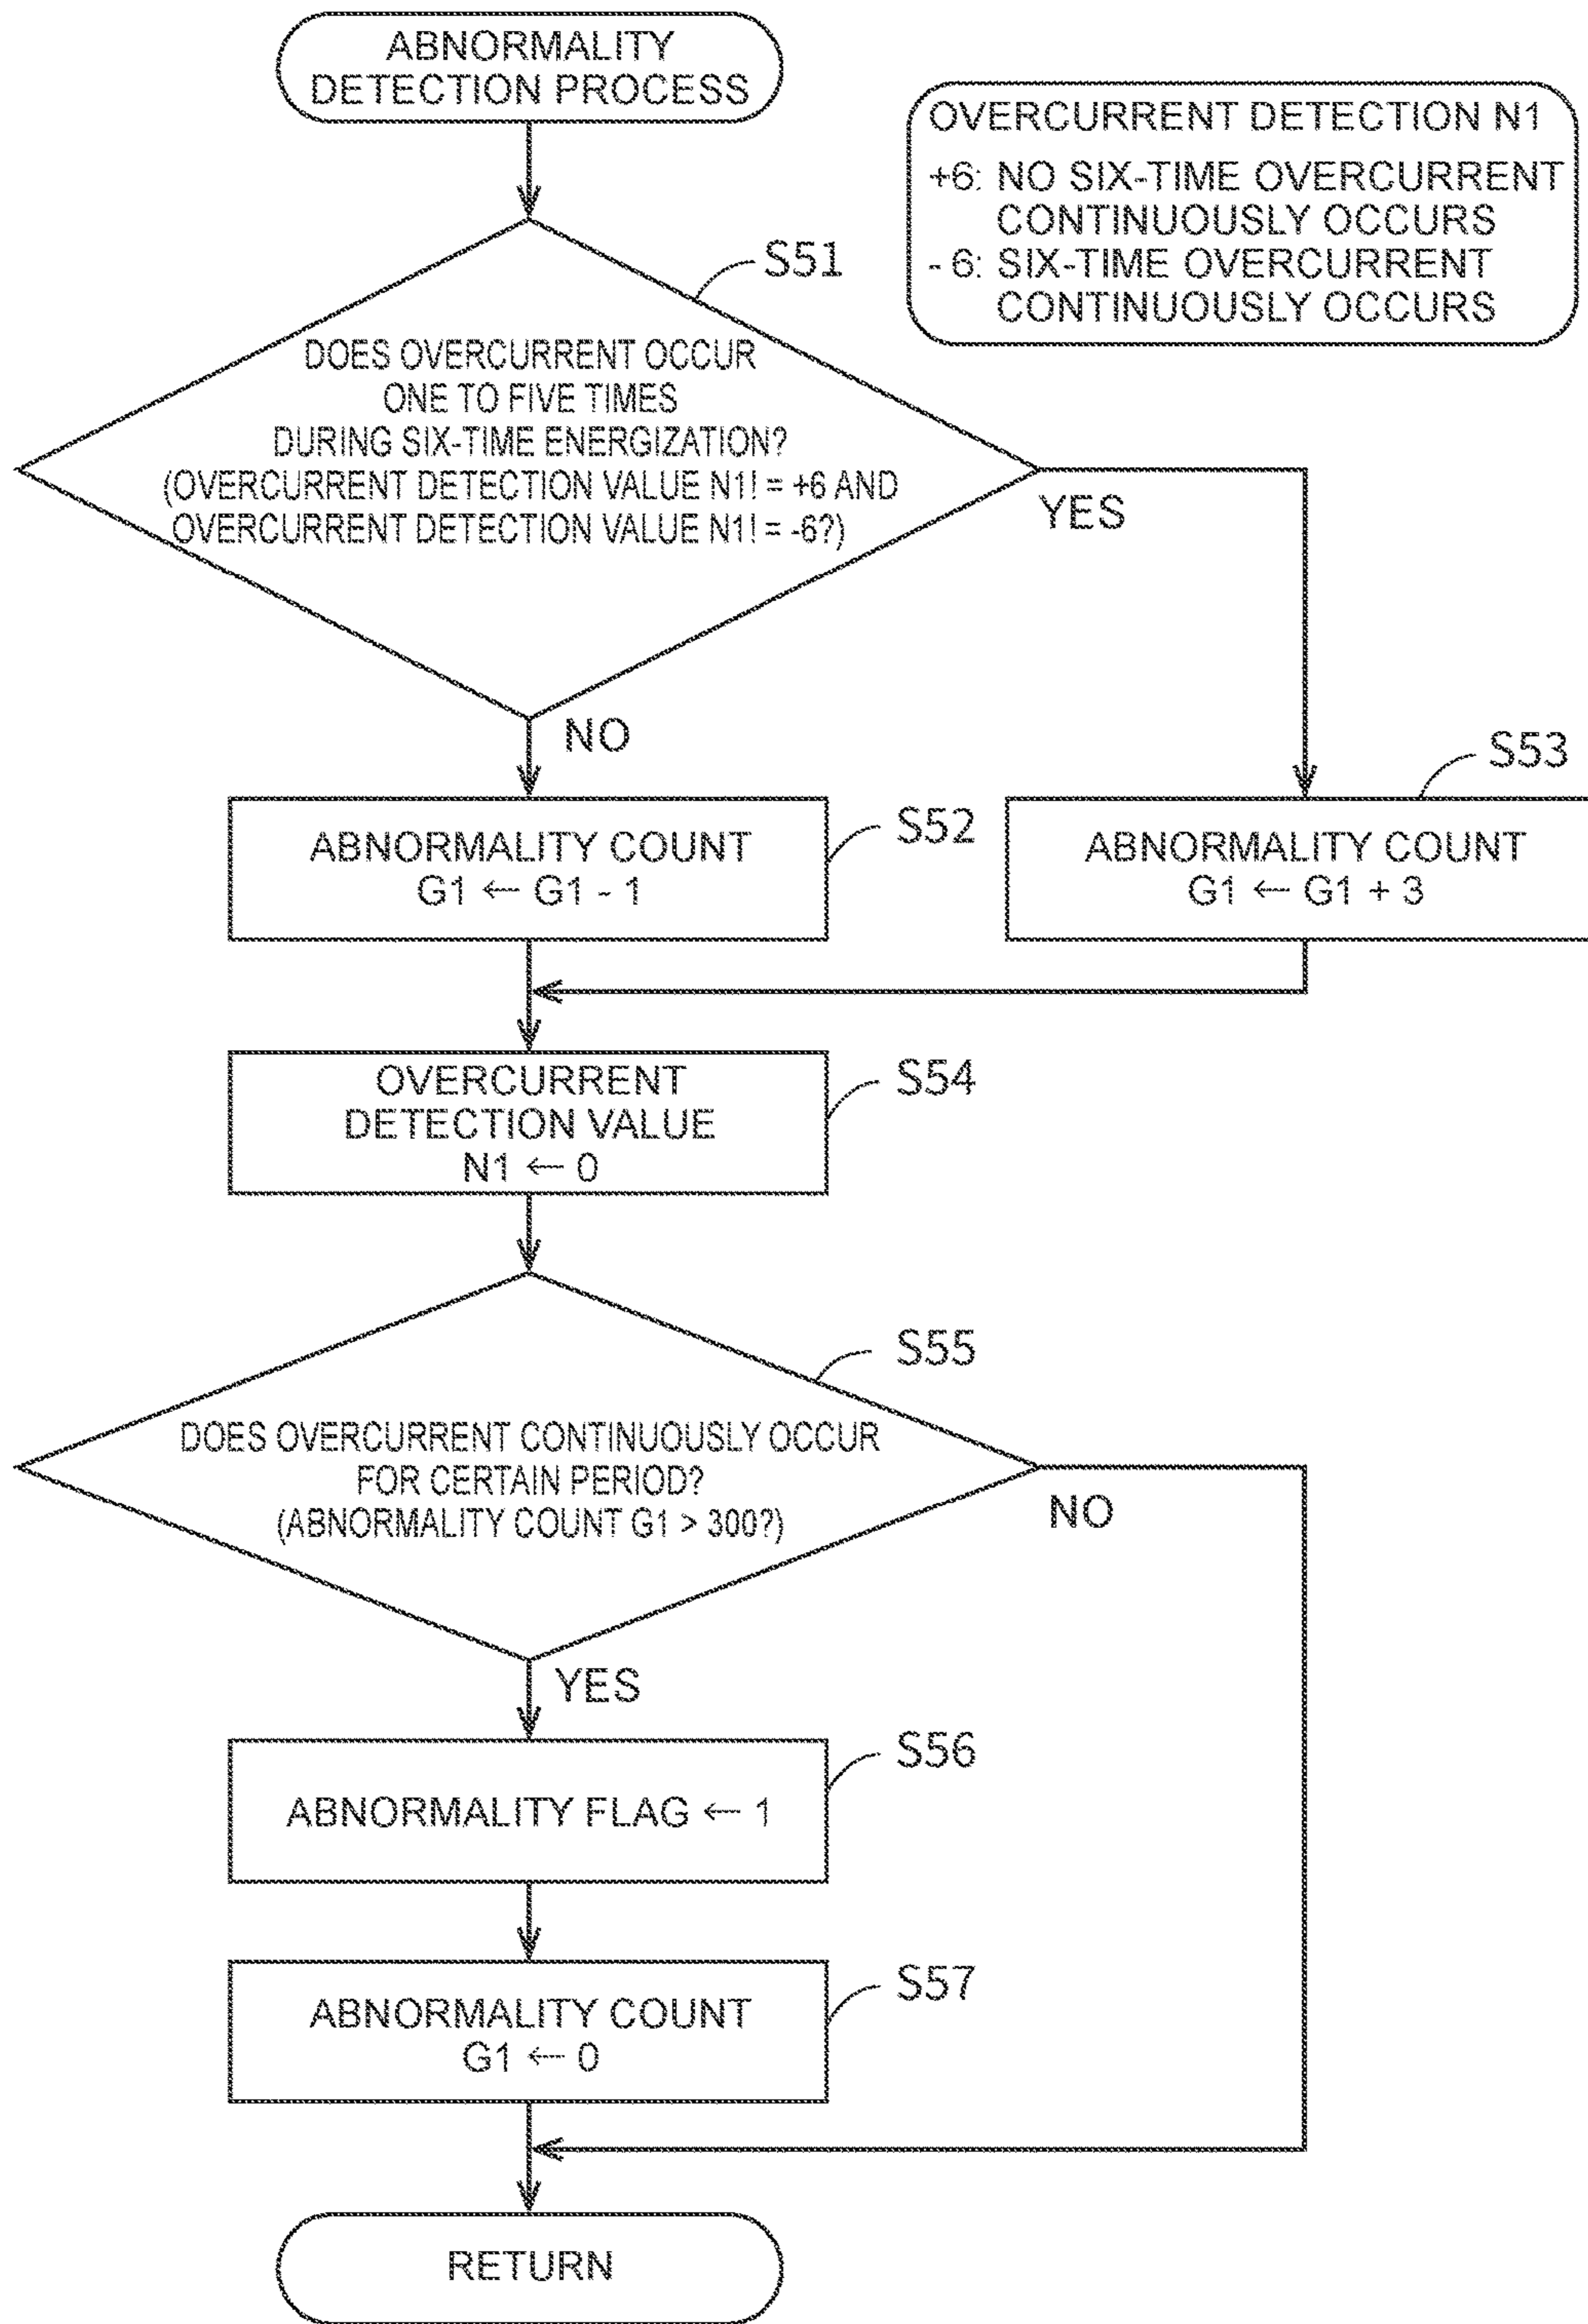 ABNORMALITY
DETECTION PROCESS
OVERCURRENT DETECTION N1
+6: NO SIX-TIME OVERCURRENT
CONTINUOUSLY OCCURS
- 6: SIX-TIME OVERCURRENT
CONTINUOUSLY OCCURS
S51
DOES OVERCURRENT OCCUR
ONE TO FIVE TIMES
DURING SIX-TIME ENERGIZATION?
(OVERCURRENT DETECTION VALUE N1! = +6 AND
OVERCURRENT DETECTION VALUE N1! = -6?)
YES
NO
S52
ABNORMALITY COUNT
G1 ← G1 - 1
S53
ABNORMALITY COUNT
G1 ← G1 + 3
S54
OVERCURRENT
DETECTION VALUE
N1 ← 0
S55
DOES OVERCURRENT CONTINUOUSLY OCCUR
FOR CERTAIN PERIOD?
(ABNORMALITY COUNT G1 > 300?)
NO
YES
S56
ABNORMALITY FLAG ← 1
S57
ABNORMALITY COUNT
G1 ← 0
RETURN